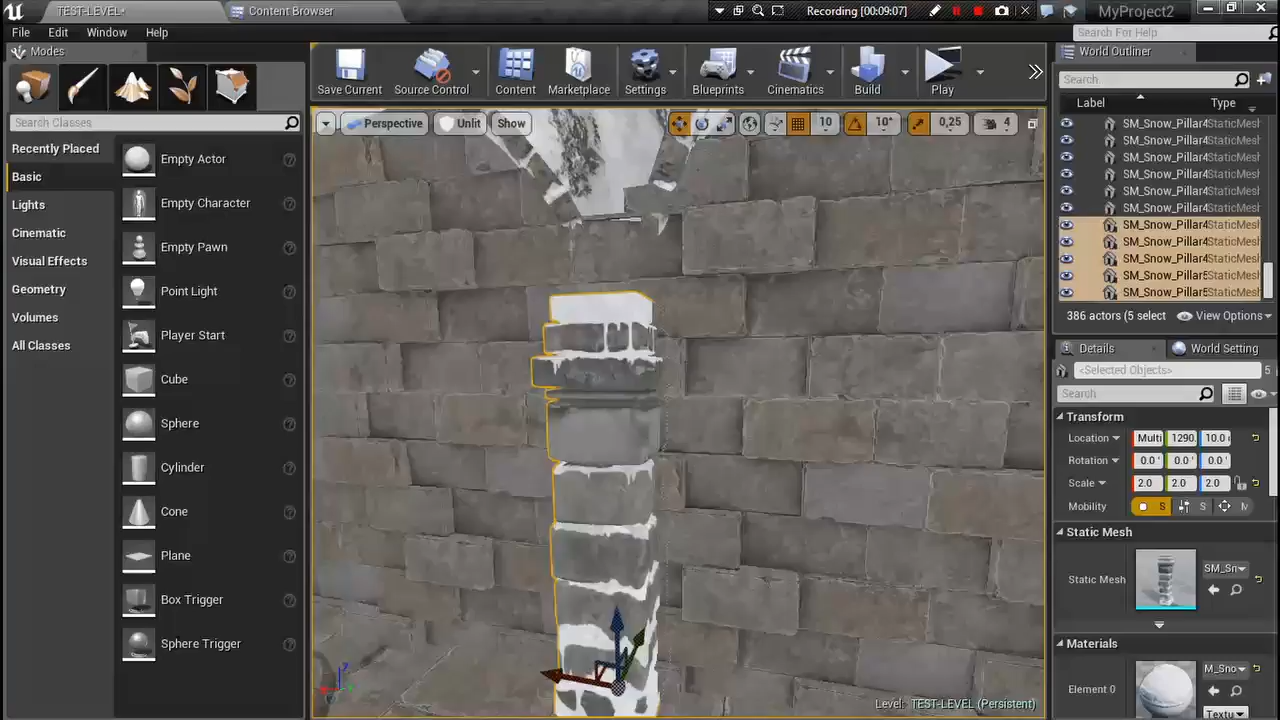 TEST-LEVEL•
Content Browser
Recording [00:09:07]
MyProject2
File
Edit
Window
Help
Search For Help
Modes
Search Classes
Recently Placed
Basic
Lights
Cinematic
Visual Effects
Geometry
Volumes
All Classes
Empty Actor
Empty Character
Empty Pawn
Point Light
Player Start
Cube
Sphere
Cylinder
Cone
Plane
Box Trigger
Sphere Trigger
Save Current
Source Control
Content
Marketplace
Settings
Blueprints
Cinematics
Build
Play
Perspective
Unlit
Show
10
10°
0,25
4
Level: TEST-LEVEL (Persistent)
World Outliner
Search
Label
Type
SM_Snow_Pillar4 StaticMesh
SM_Snow_Pillar4 StaticMesh
SM_Snow_Pillar4 StaticMesh
SM_Snow_Pillar4 StaticMesh
SM_Snow_Pillar4 StaticMesh
SM_Snow_Pillar4 StaticMesh
SM_Snow_Pillar4 StaticMesh
SM_Snow_Pillar4 StaticMesh
SM_Snow_Pillar4 StaticMesh
SM_Snow_Pillar5 StaticMesh
SM_Snow_Pillar5 StaticMesh
386 actors (5 select
View Options
Details
World Setting
<Selected Objects>
5
Search
Transform
Location Multi 1290. 10.0
Rotation 0.0 ° 0.0 ° 0.0 °
Scale 2.0 2.0 2.0
Mobility S S M
Static Mesh
Static Mesh SM_Sn
Materials
Element 0
M_Sno
Textu